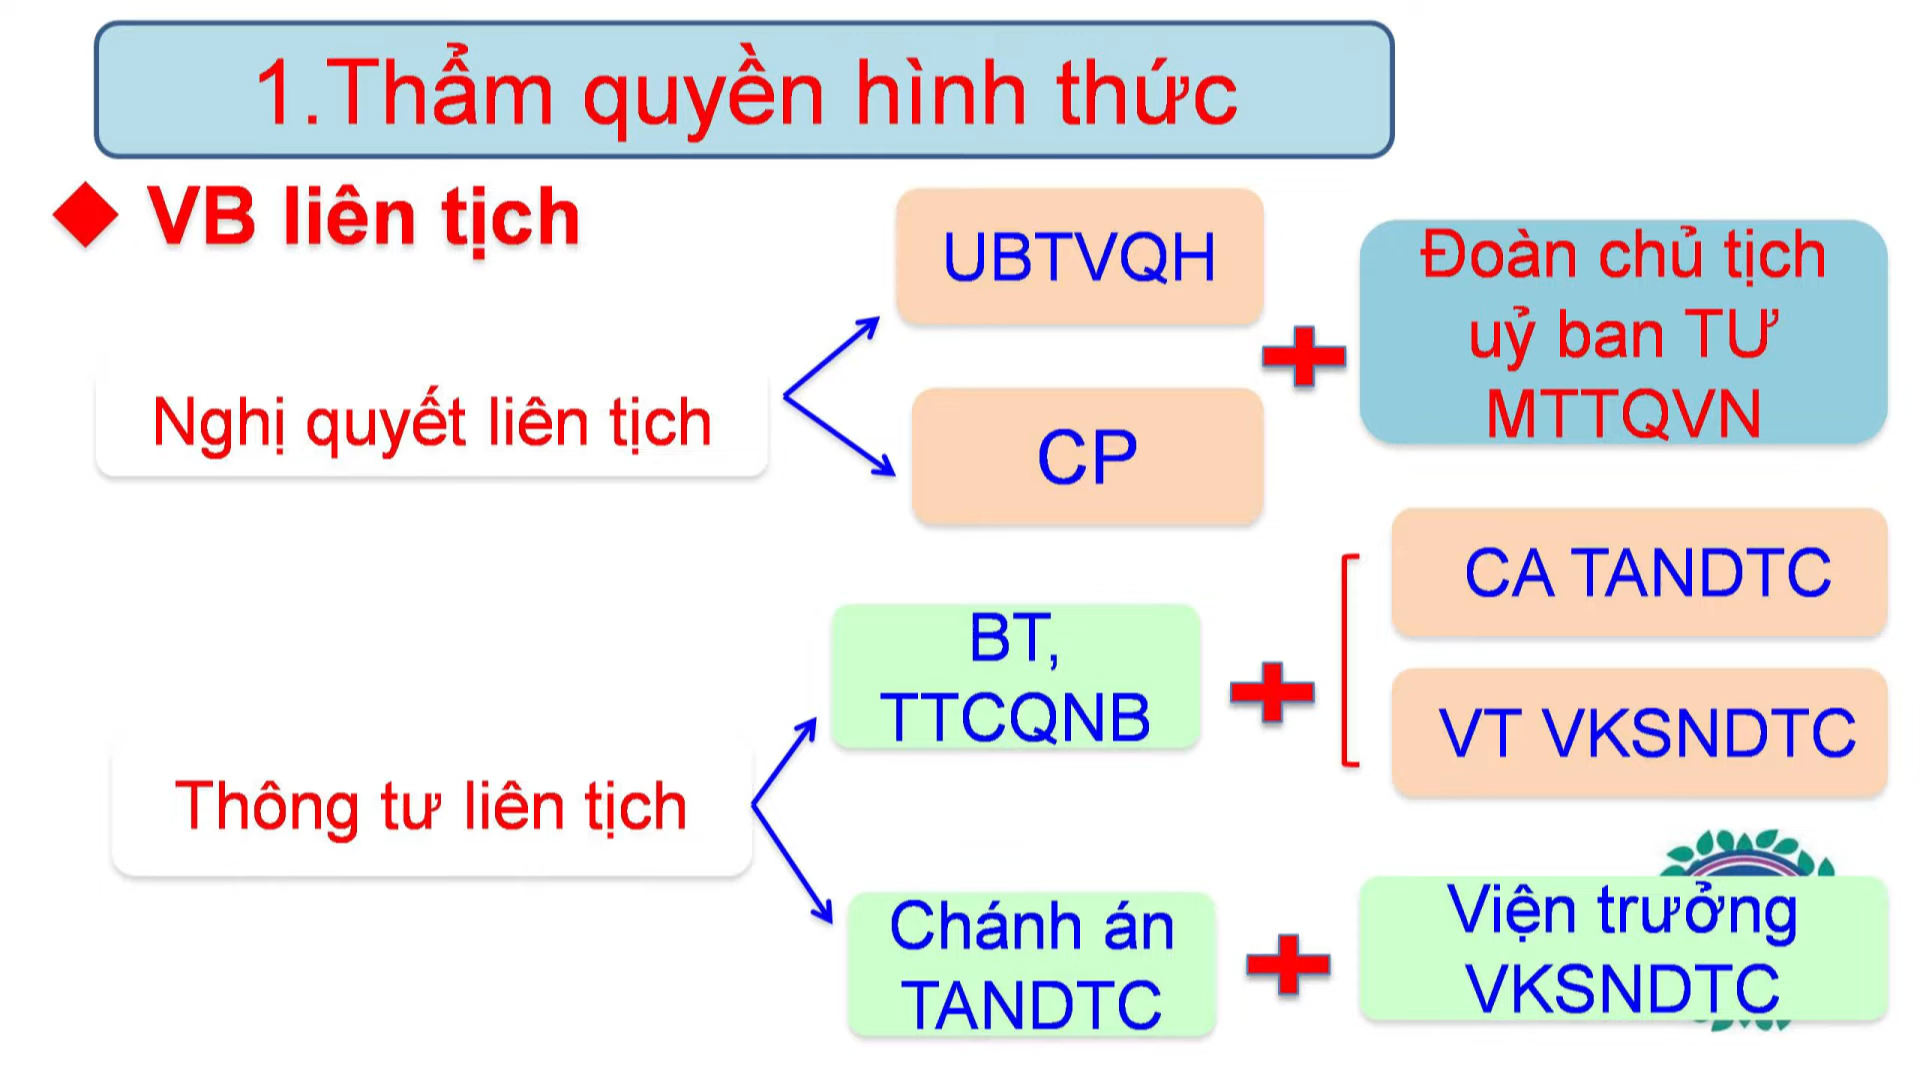 1.Thẩm quyền hình thức
VB liên tịch
Nghị quyết liên tịch
UBTVQH
CP
Đoàn chủ tịch
uỷ ban TƯ
MTTQVN
Thông tư liên tịch
BT,
TTCQNB
CA TANDTC
VT VKSNDTC
Chánh án
TANDTC
Viện trưởng
VKSNDTC